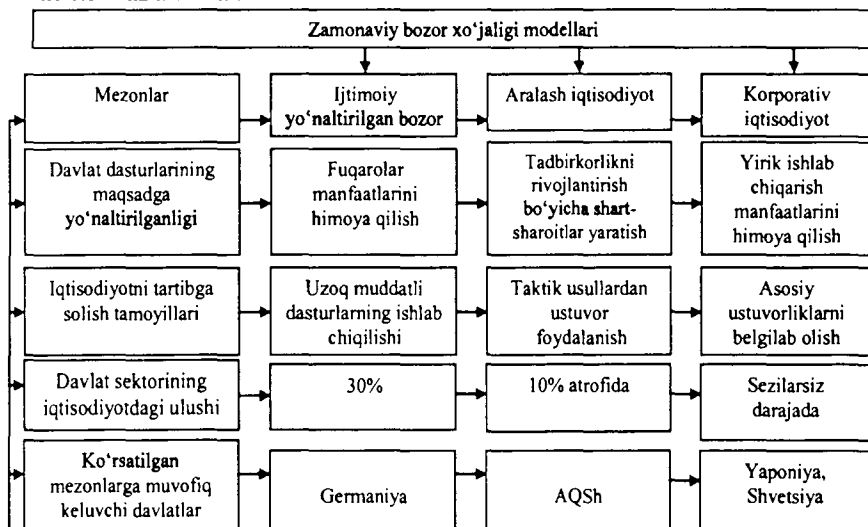 Zamonaviy bozor xo‘jaligi modellari
Mezonlar
Ijtimoiy
yo‘naltirilgan bozor
Aralash iqtisodiyot
Korporativ
iqtisodiyot
Davlat dasturlarining
maqsadga
yo‘naltirilganligi
Fuqarolar
manfaatlarini
himoya qilish
Tadbirkorlikni
rivojlantirish
bo‘yicha shart-
sharoitlar yaratish
Yirik ishlab
chiqarish
manfaatlarini
himoya qilish
Iqtisodiyotni tartibga
solish tamoyillari
Uzoq muddatli
dasturlarning ishlab
chiqilishi
Taktik usullardan
ustuvor
foydalanish
Asosiy
ustuvorliklarni
belgilab olish
Davlat sektorining
iqtisodiyotdagi ulushi
30%
10% atrofida
Sezilarsiz
darajada
Ko‘rsatilgan
mezonlarga muvofiq
keluvchi davlatlar
Germaniya
AQSh
Yaponiya,
Shvetsiya